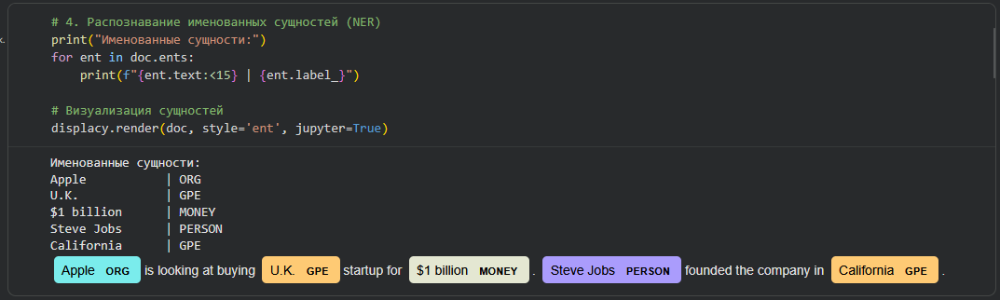 # 4. Распознавание именованных сущностей (NER)
print("Именованные сущности:")
for ent in doc.ents:
    print(f"{ent.text:<15} | {ent.label_}")

# Визуализация сущностей
displacy.render(doc, style='ent', jupyter=True)
Именованные сущности:
Apple           | ORG
U.K.            | GPE
$1 billion      | MONEY
Steve Jobs      | PERSON
California      | GPE
Apple ORG is looking at buying U.K. GPE startup for $1 billion MONEY . Steve Jobs PERSON founded the company in California GPE .